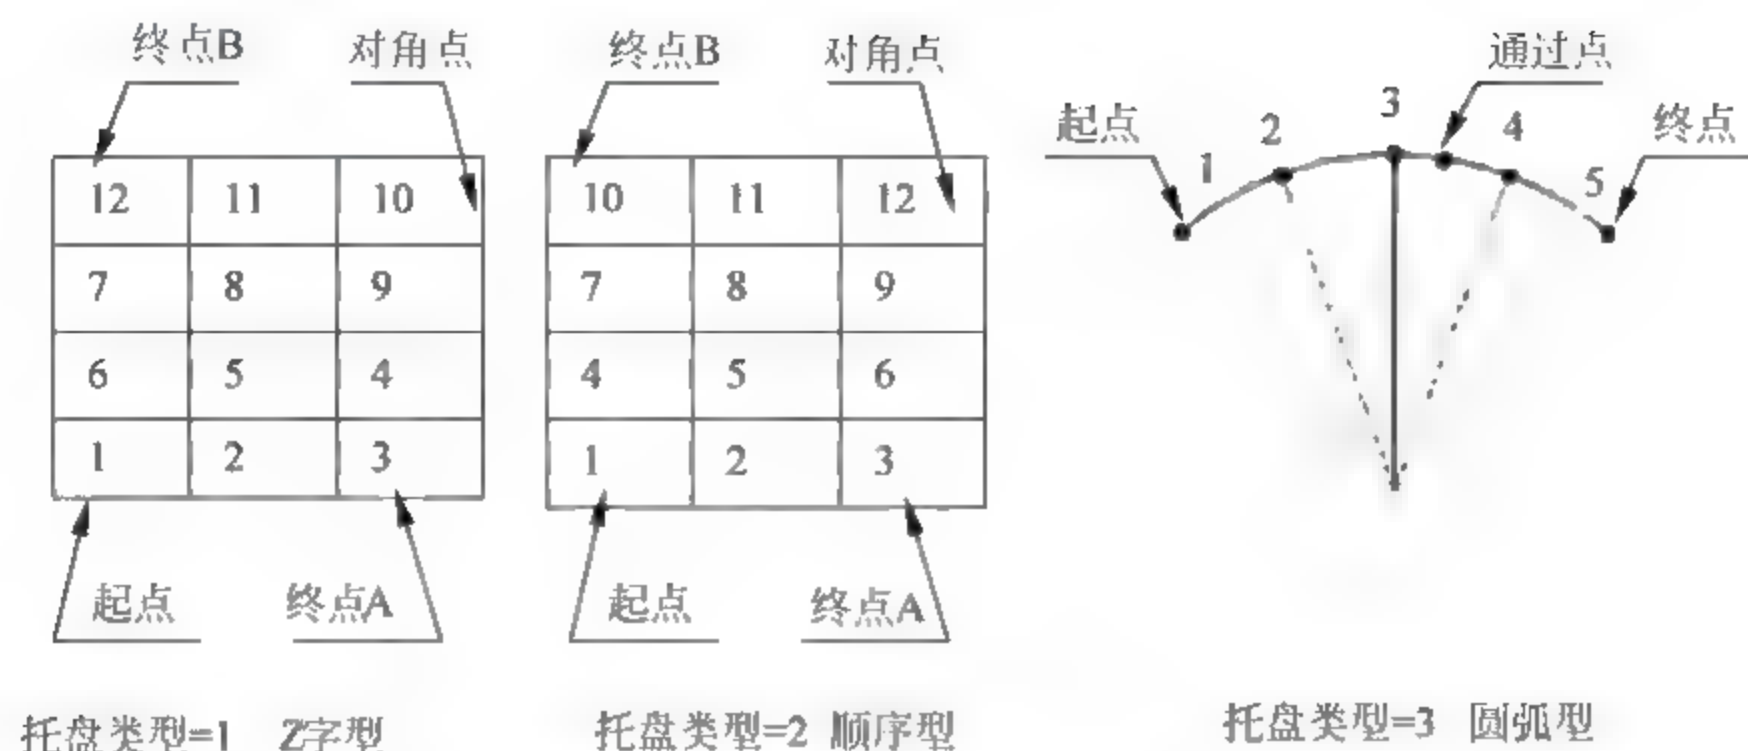 终点B 对角点
12 11 10
7 8 9
6 5 4
1 2 3
起点 终点A
托盘类型=1 Z字型
终点B 对角点
10 11 12
7 8 9
4 5 6
1 2 3
起点 终点A
托盘类型=2 顺序型
通过点
起点 1 2 3 4 5 终点
托盘类型=3 圆弧型